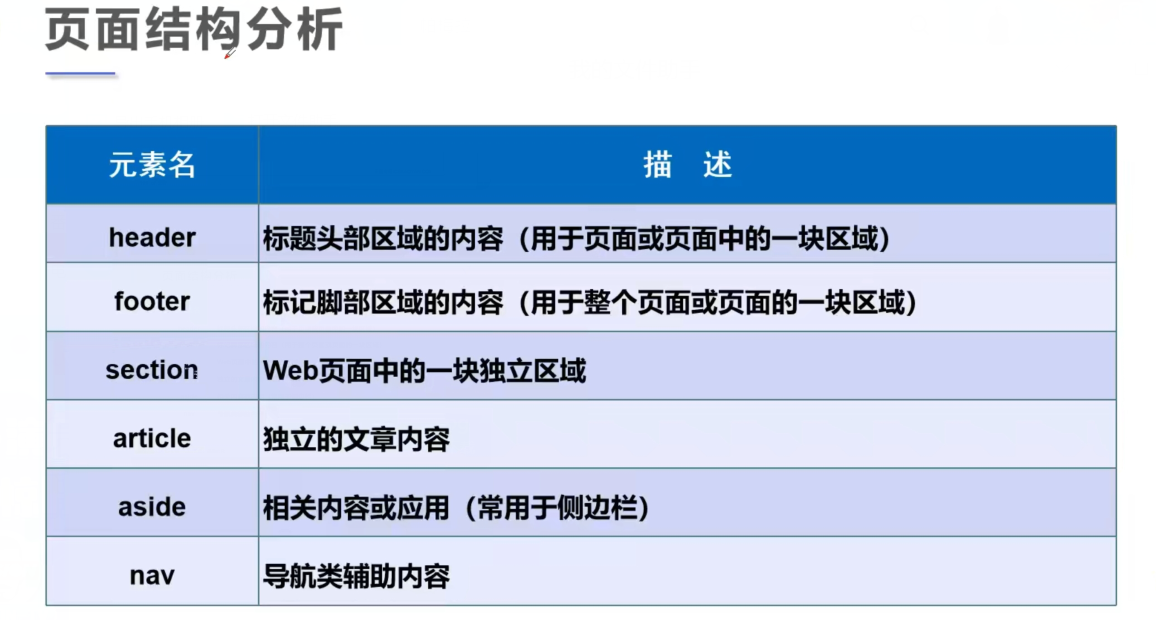 页面结构分析
元素名 描 述
header 标题头部区域的内容（用于页面或页面中的一块区域）
footer 标记脚部区域的内容（用于整个页面或页面的一块区域）
section Web页面中的一块独立区域
article 独立的文章内容
aside 相关内容或应用（常用于侧边栏）
nav 导航类辅助内容